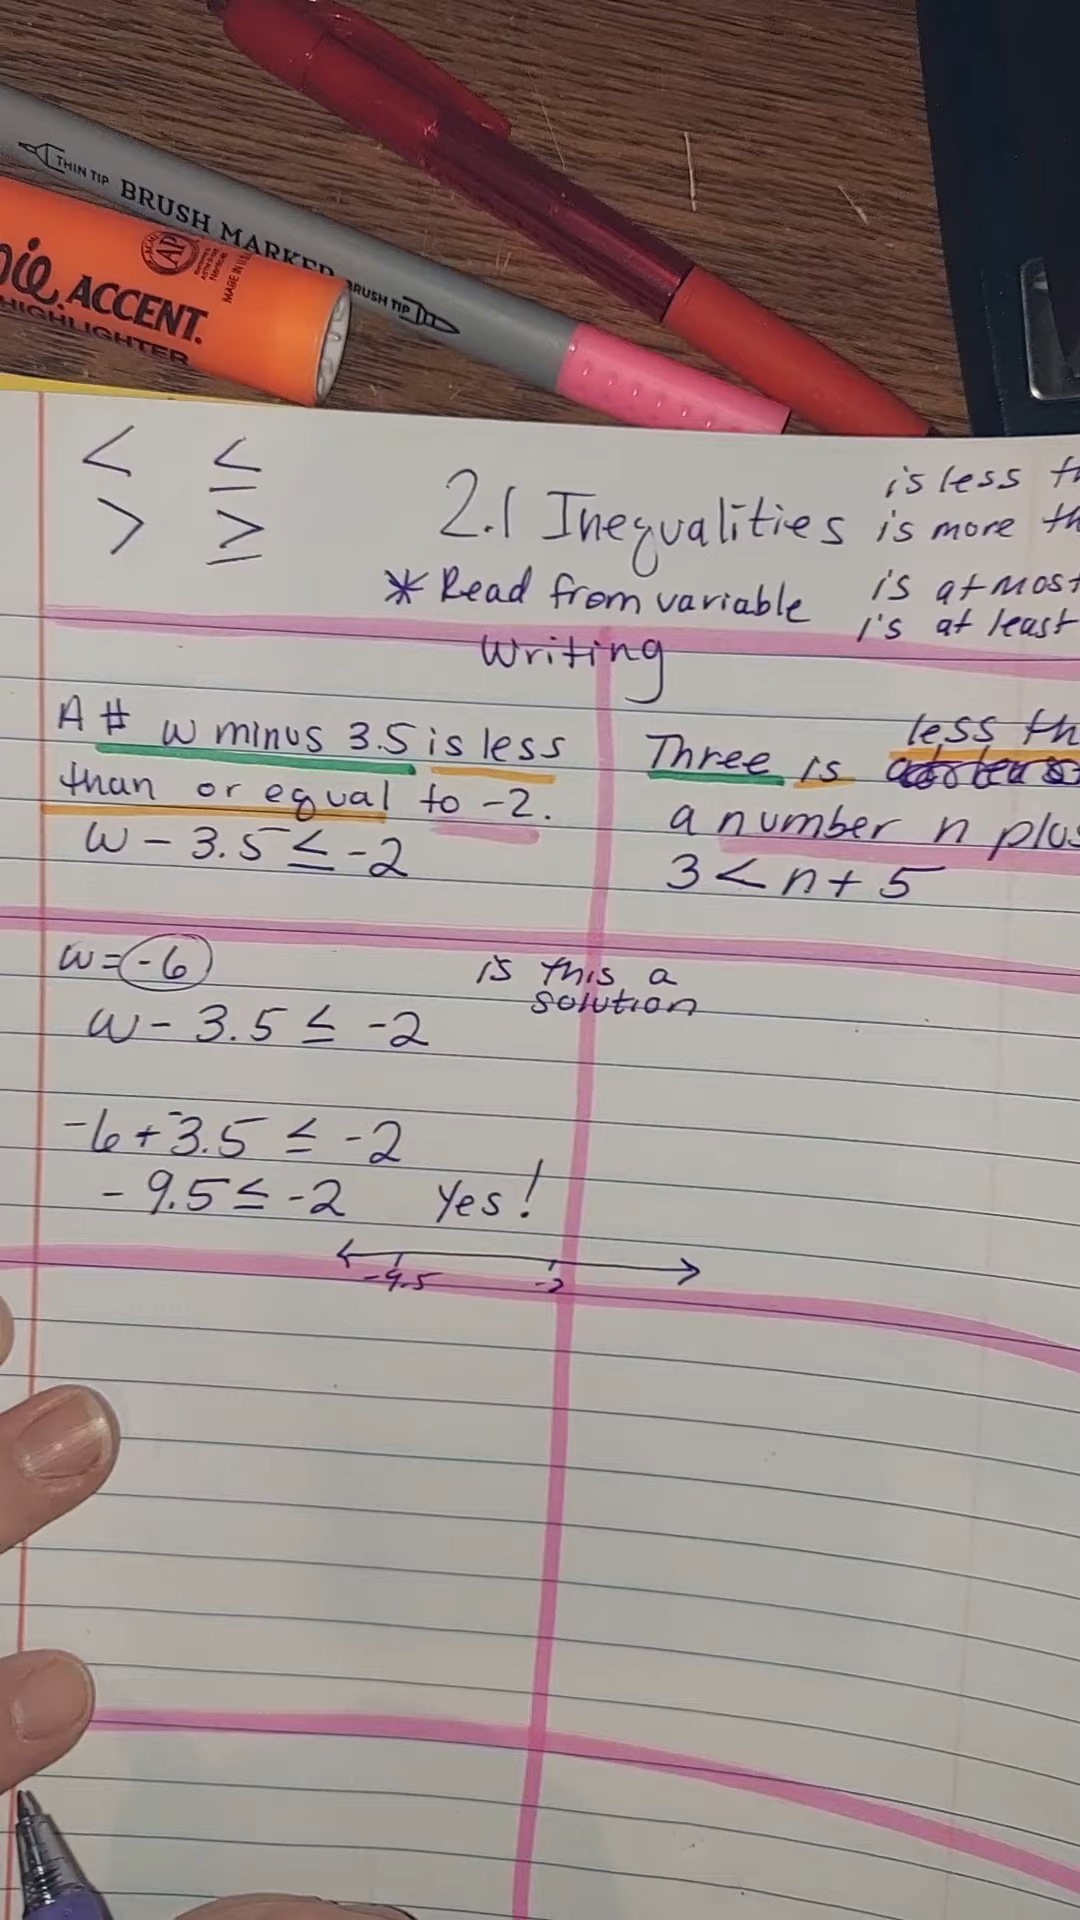 THIN TIP BRUSH MARKER BRUSH TIP
ACCENT.
HIGHLIGHTER
AP
MADE IN
< ≤
> ≥
2.1 Inequalities
* Read from variable
is less
is more
is at most
is at least
Writing
A # w minus 3.5 is less
than or equal to -2.
w - 3.5 ≤ -2
less
Three is
a number n plus
3 < n + 5
w = -6
is this a
solution
w - 3.5 ≤ -2
-6 + -3.5 ≤ -2
-9.5 ≤ -2 Yes!
-9.5 -2